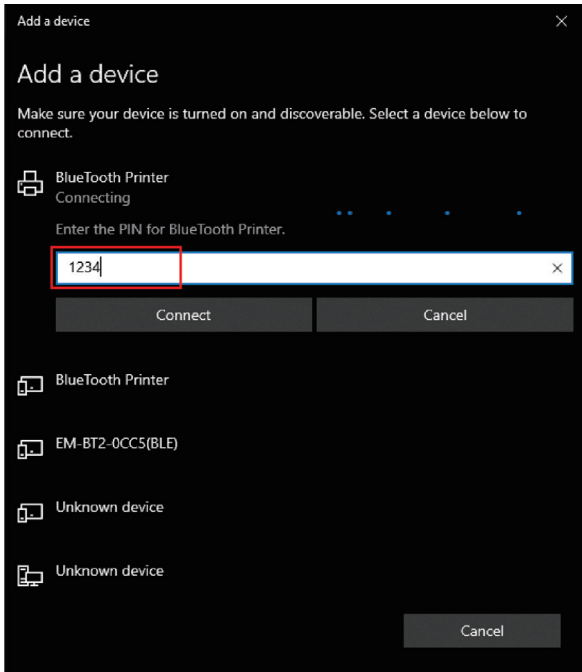 Add a device
Add a device
Make sure your device is turned on and discoverable. Select a device below to
connect.
BlueTooth Printer
Connecting
Enter the PIN for BlueTooth Printer.
1234
Connect Cancel
BlueTooth Printer
EM-BT2-0CC5(BLE)
Unknown device
Unknown device
Cancel